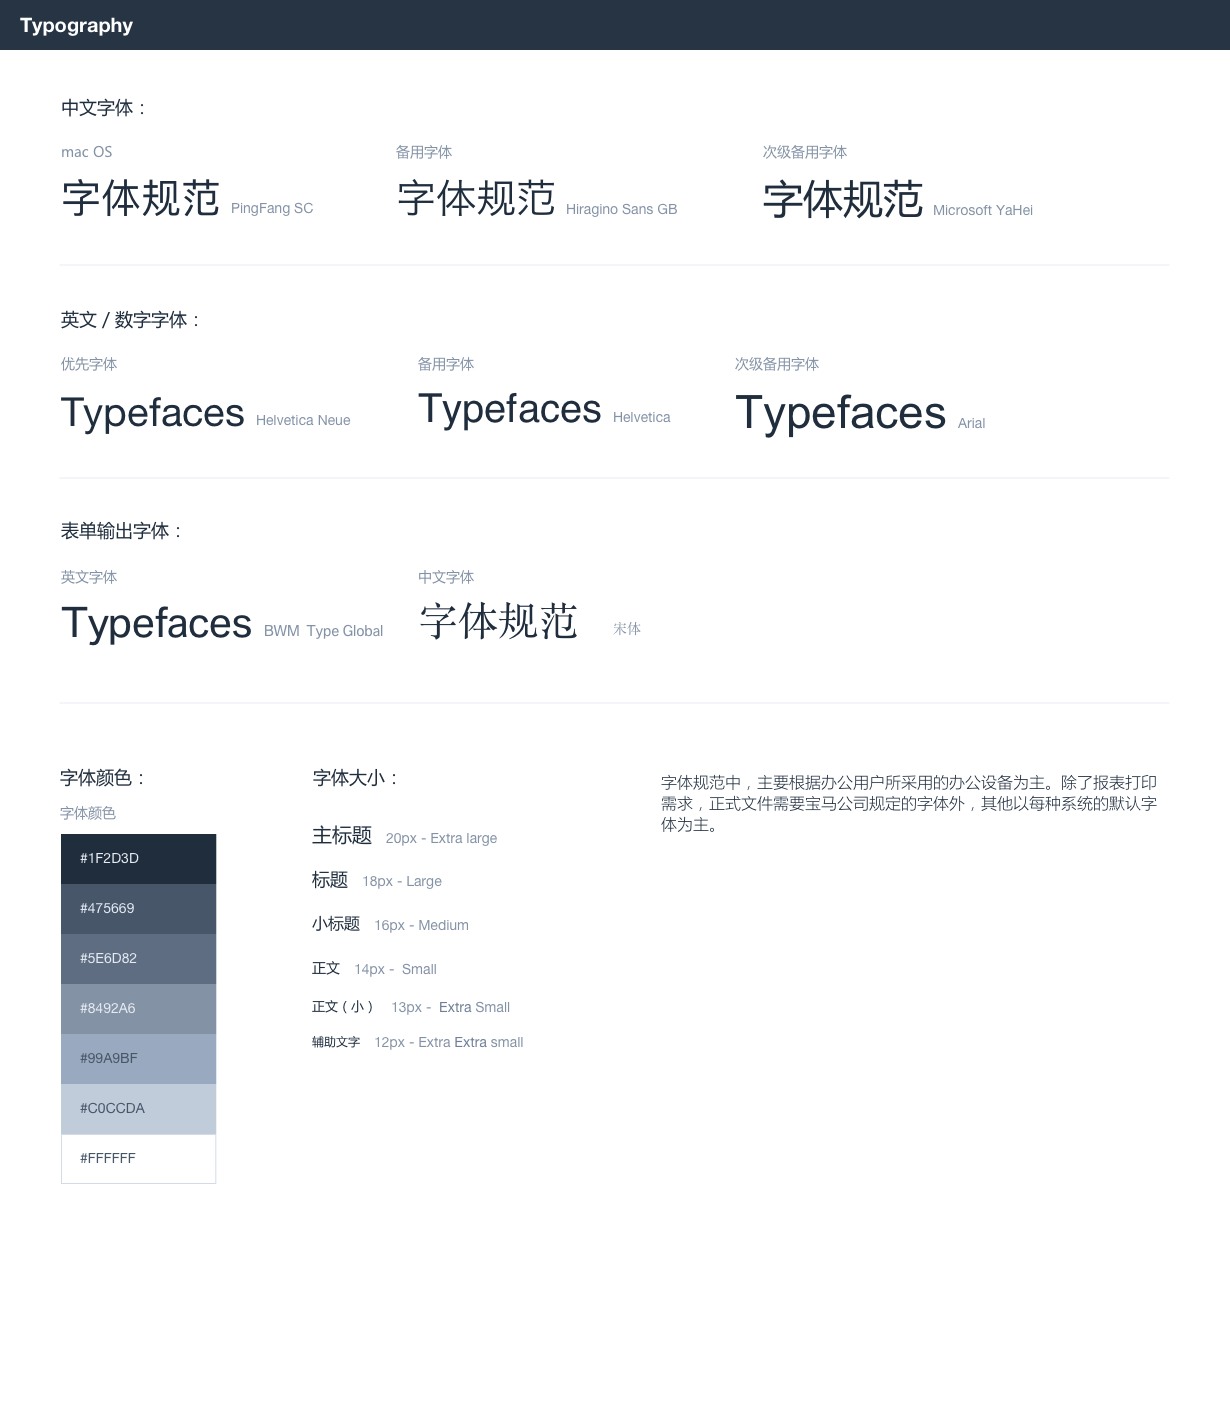 Typography
中文字体：
mac OS 备用字体 次级备用字体
字体规范 PingFang SC 字体规范 Hiragino Sans GB 字体规范 Microsoft YaHei
英文 / 数字字体：
优先字体 备用字体 次级备用字体
Typefaces Helvetica Neue Typefaces Helvetica Typefaces Arial
表单输出字体：
英文字体 中文字体
Typefaces BWM Type Global 字体规范 宋体
字体颜色：
字体颜色
#1F2D3D
#475669
#5E6D82
#8492A6
#99A9BF
#C0CCDA
#FFFFFF
字体大小：
主标题 20px - Extra large
标题 18px - Large
小标题 16px - Medium
正文 14px - Small
正文（小） 13px - Extra Small
辅助文字 12px - Extra Extra small
字体规范中，主要根据办公用户所采用的办公设备为主。除了报表打印
需求，正式文件需要宝马公司规定的字体外，其他以每种系统的默认字
体为主。